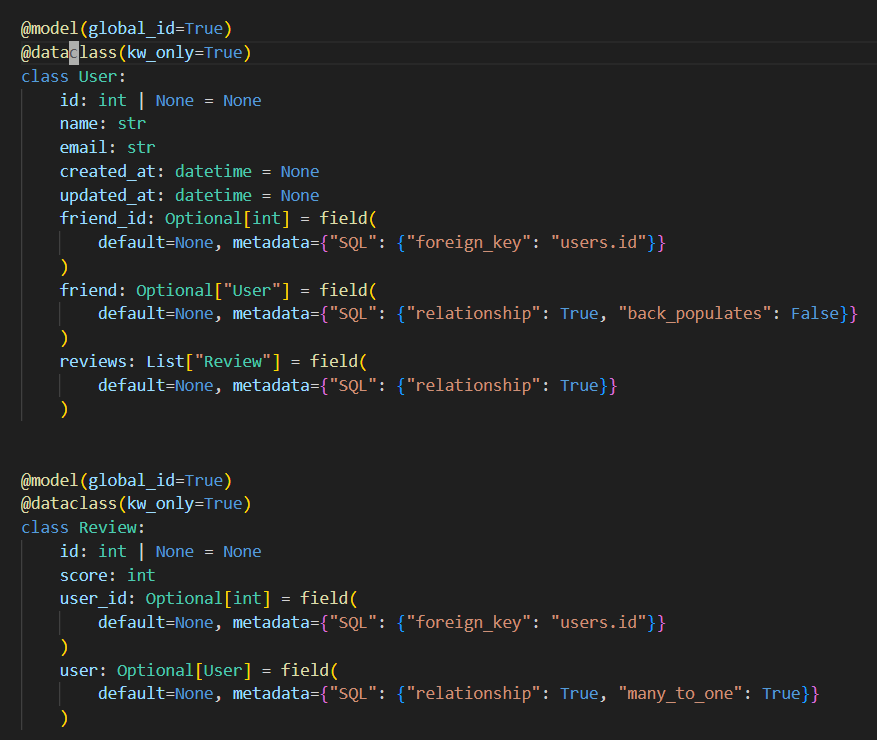 @model(global_id=True)
@dataclass(kw_only=True)
class User:
    id: int | None = None
    name: str
    email: str
    created_at: datetime = None
    updated_at: datetime = None
    friend_id: Optional[int] = field(
        default=None, metadata={"SQL": {"foreign_key": "users.id"}}
    )
    friend: Optional["User"] = field(
        default=None, metadata={"SQL": {"relationship": True, "back_populates": False}}
    )
    reviews: List["Review"] = field(
        default=None, metadata={"SQL": {"relationship": True}}
    )
@model(global_id=True)
@dataclass(kw_only=True)
class Review:
    id: int | None = None
    score: int
    user_id: Optional[int] = field(
        default=None, metadata={"SQL": {"foreign_key": "users.id"}}
    )
    user: Optional[User] = field(
        default=None, metadata={"SQL": {"relationship": True, "many_to_one": True}}
    )